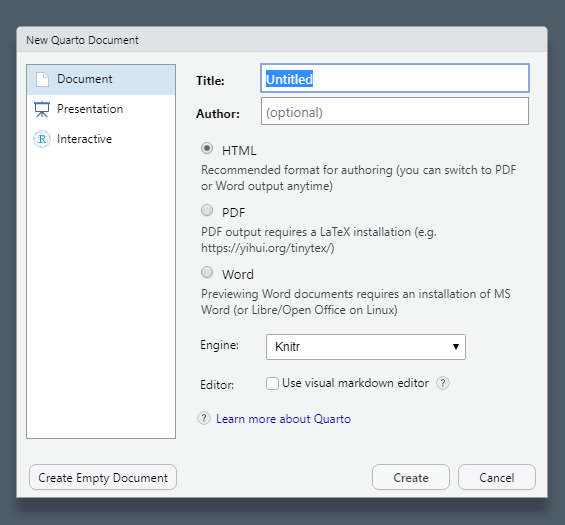 New Quarto Document
Document
Presentation
R Interactive
Title: Untitled
Author: (optional)
HTML
Recommended format for authoring (you can switch to PDF
or Word output anytime)
PDF
PDF output requires a LaTeX installation (e.g.
https://yihui.org/tinytex/)
Word
Previewing Word documents requires an installation of MS
Word (or Libre/Open Office on Linux)
Engine: Knitr
Editor: Use visual markdown editor ?
? Learn more about Quarto
Create Empty Document Create Cancel